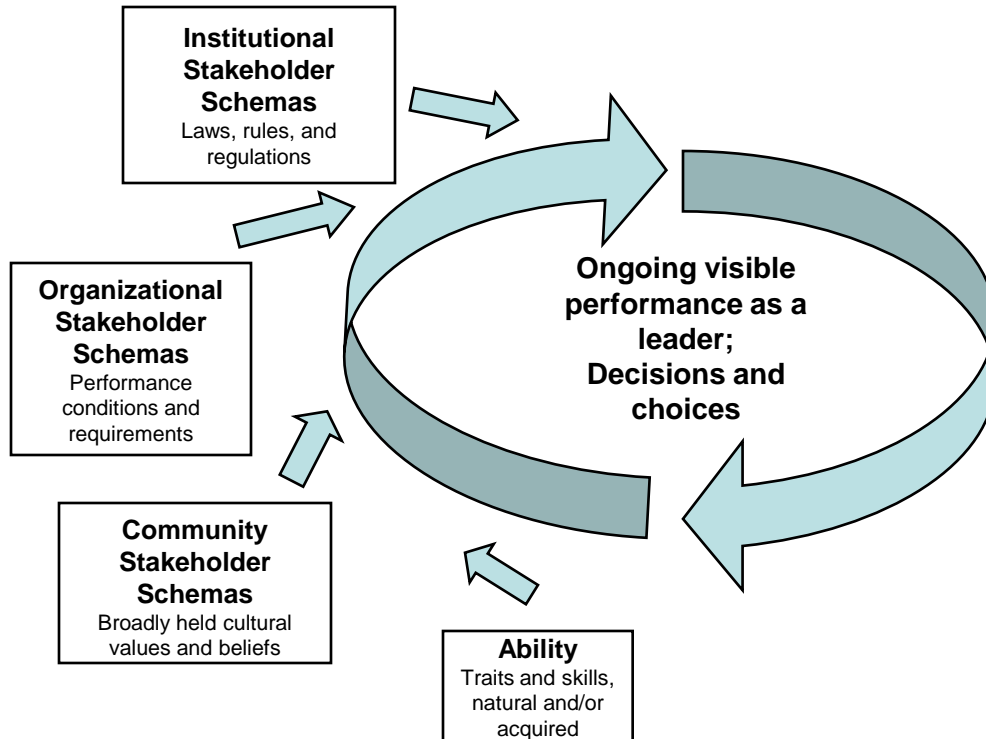 Institutional
Stakeholder
Schemas
Laws, rules, and
regulations
Organizational
Stakeholder
Schemas
Performance
conditions and
requirements
Ongoing visible
performance as a
leader;
Decisions and
choices
Community
Stakeholder
Schemas
Broadly held cultural
values and beliefs
Ability
Traits and skills,
natural and/or
acquired